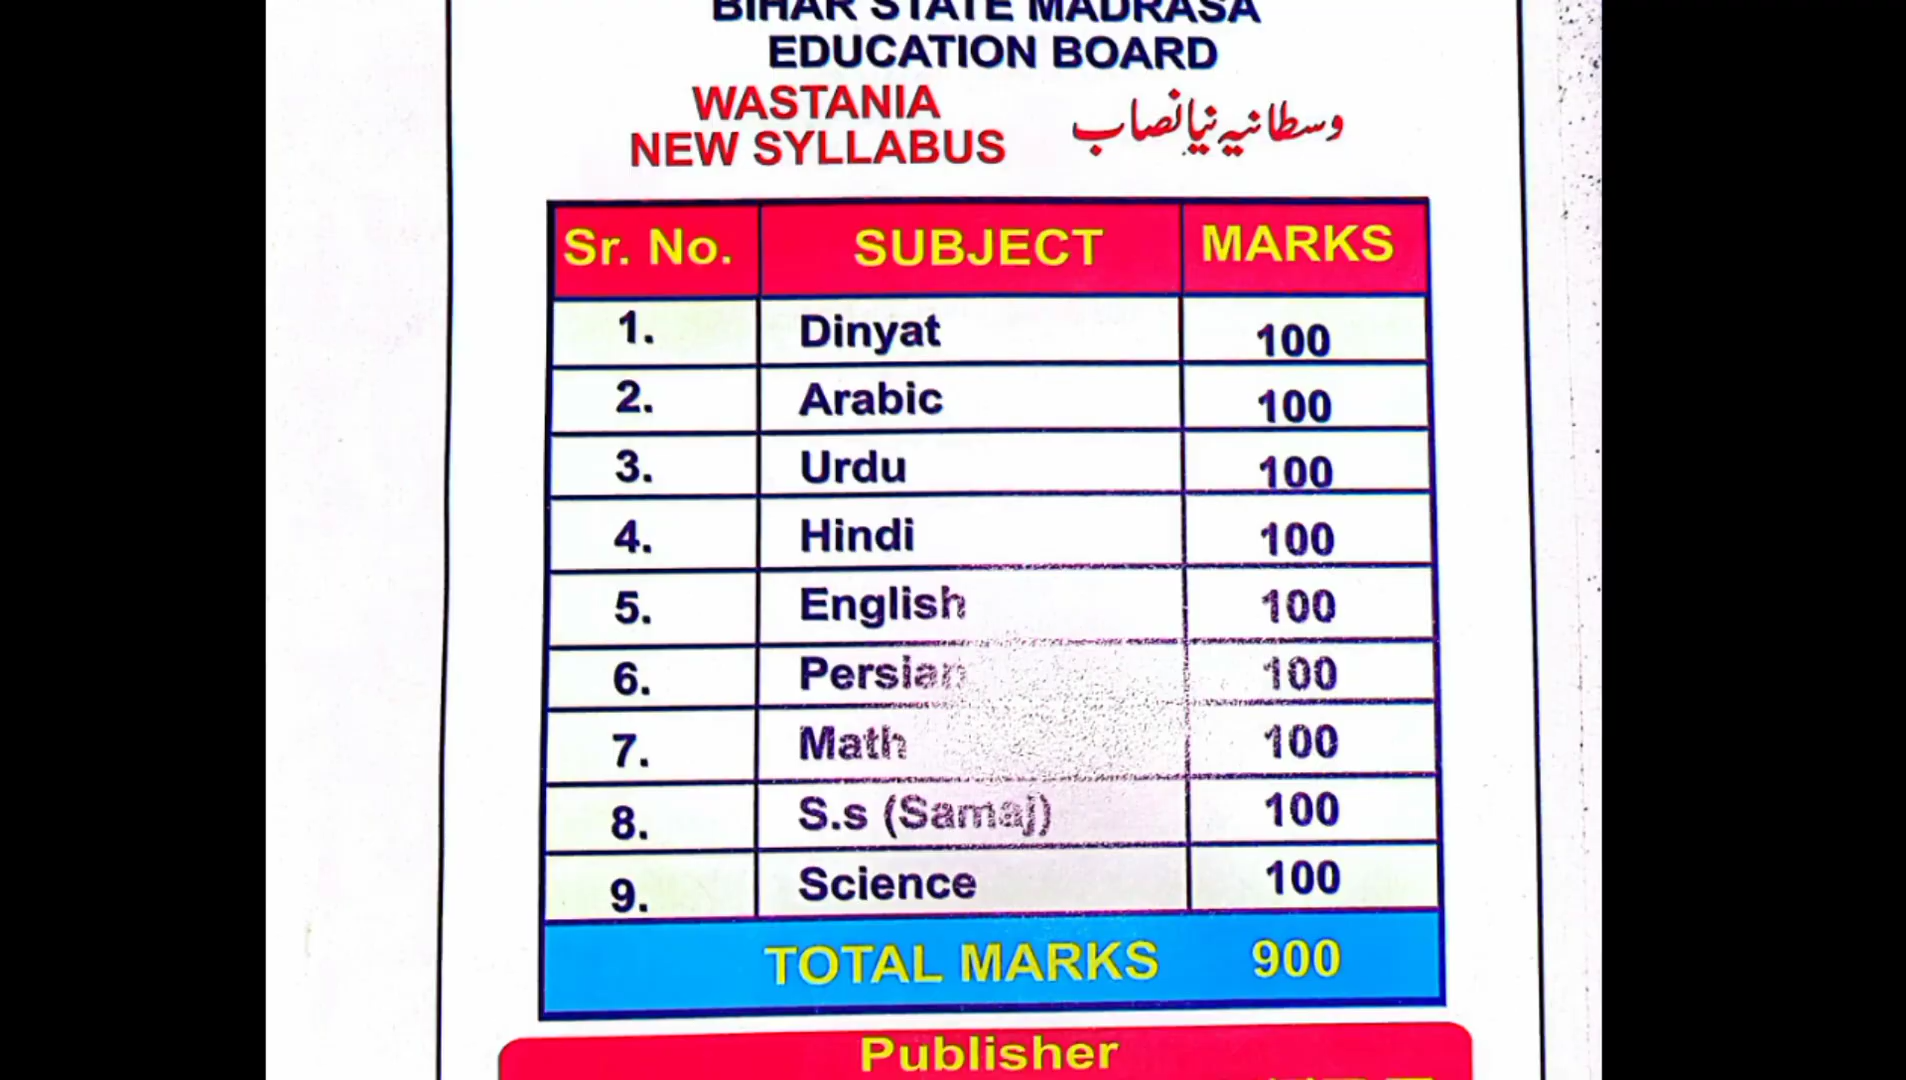 BIHAR STATE MADRASA
EDUCATION BOARD
WASTANIA
NEW SYLLABUS
وسطانیہ نیا نصاب
Sr. No. SUBJECT MARKS
1. Dinyat 100
2. Arabic 100
3. Urdu 100
4. Hindi 100
5. English 100
6. Persian 100
7. Math 100
8. S.s (Samaj) 100
9. Science 100
TOTAL MARKS 900
Publisher